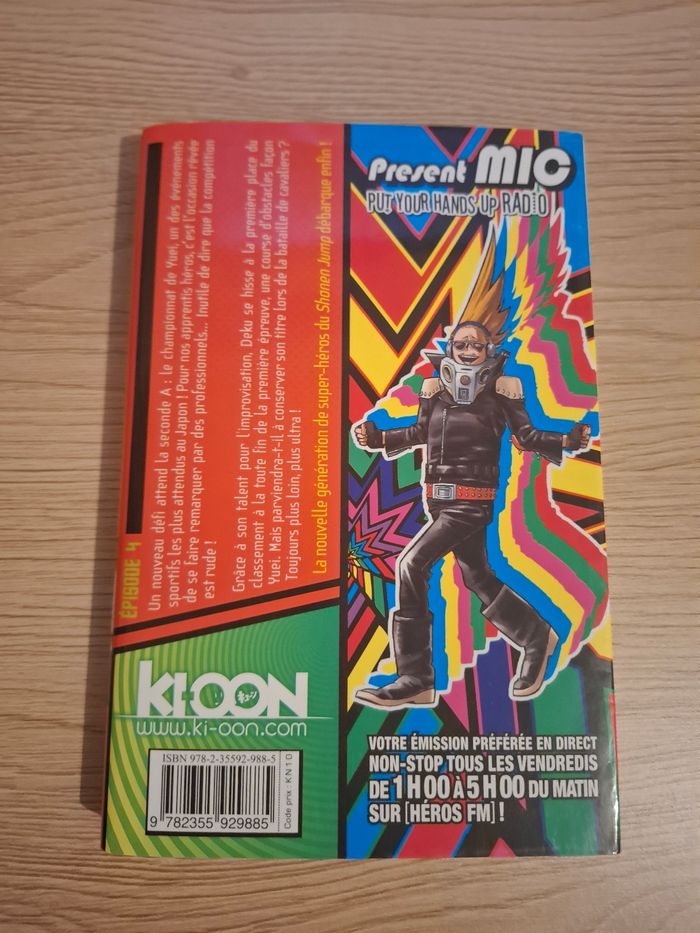 ÉPISODE 4
Un nouveau défi attend la seconde A : le championnat de Yuei, un des événements
sportifs les plus attendus au Japon ! Pour nos apprentis héros, c'est l'occasion rêvée
de se faire remarquer par des professionnels... Inutile de dire que la compétition
est rude !
Grâce à son talent pour l'improvisation, Deku se hisse à la première place du
classement à la toute fin de la première épreuve, une course d'obstacles façon
Yuei. Mais parviendra-t-il à conserver son titre lors de la bataille de cavaliers ?
Toujours plus loin, plus ultra !
La nouvelle génération de super-héros du Shonen Jump débarque enfin !
Present MIC
PUT YOUR HANDS UP RADIO
KI-OON
www.ki-oon.com
ISBN 978-2-35592-988-5
9 782355 929885
Code prix : KN10
VOTRE ÉMISSION PRÉFÉRÉE EN DIRECT
NON-STOP TOUS LES VENDREDIS
DE 1H00 À 5H00 DU MATIN
SUR [HÉROS FM] !